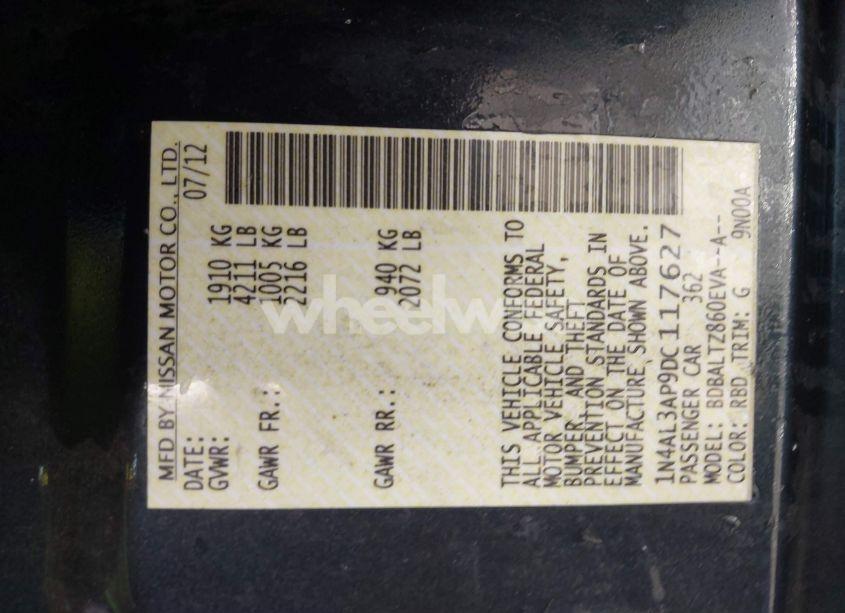 MFD BY NISSAN MOTOR CO., LTD.
DATE: 07/12
GVWR: 1910 KG
4211 LB
GAWR FR.: 1005 KG
2216 LB
GAWR RR.: 940 KG
2072 LB
THIS VEHICLE CONFORMS TO
ALL APPLICABLE FEDERAL
MOTOR VEHICLE SAFETY,
BUMPER, AND THEFT
PREVENTION STANDARDS IN
EFFECT ON THE DATE OF
MANUFACTURE SHOWN ABOVE.
1N4AL3AP9DC117627
PASSENGER CAR 362
MODEL: BDBALTZ860EVA--A--
COLOR: RBD TRIM: G 9N00A